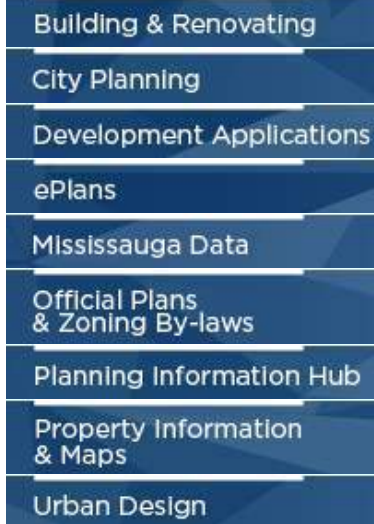 Building & Renovating
City Planning
Development Applications
ePlans
Mississauga Data
Official Plans
& Zoning By-laws
Planning Information Hub
Property Information
& Maps
Urban Design